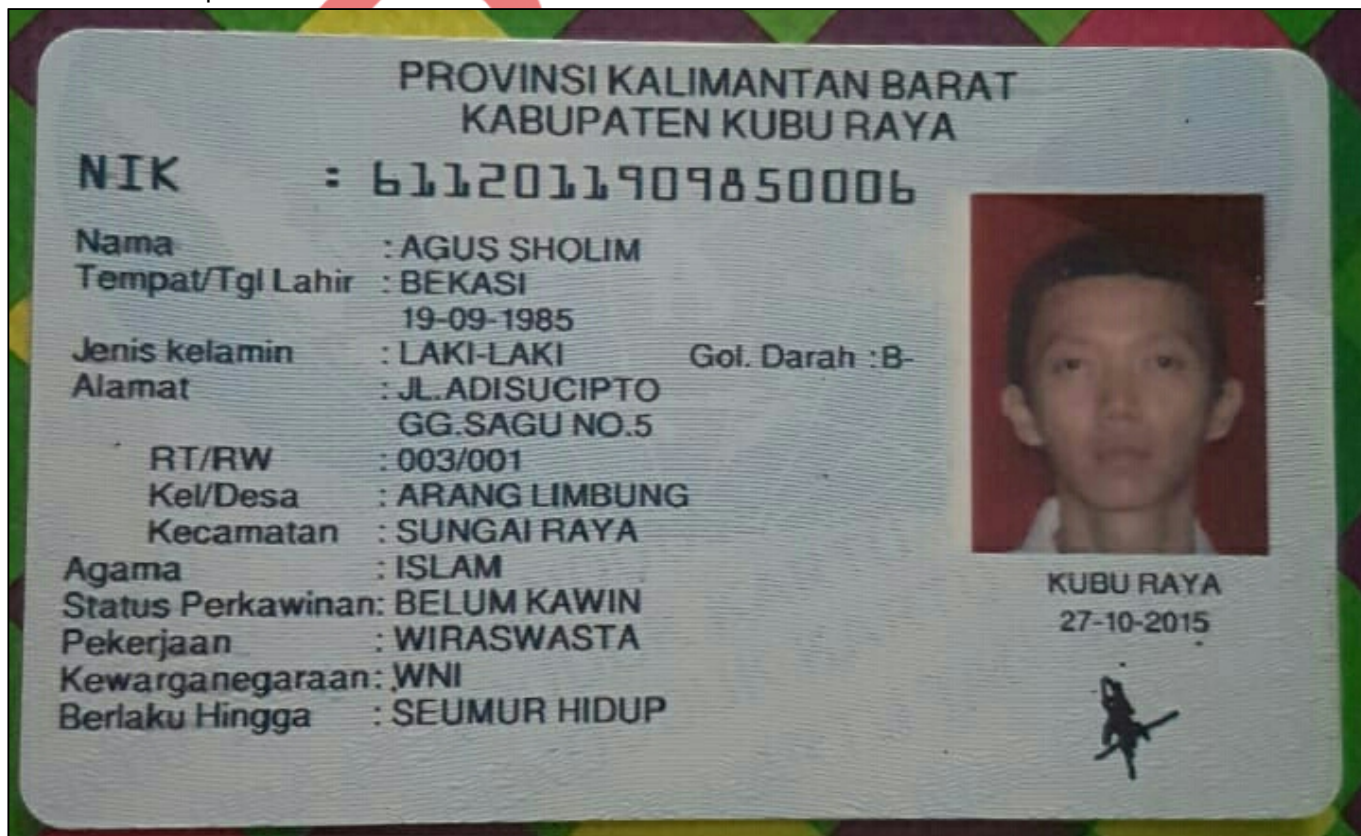 PROVINSI KALIMANTAN BARAT
KABUPATEN KUBU RAYA
NIK : 6112011909850006
Nama : AGUS SHOLIM
Tempat/Tgl Lahir : BEKASI
19-09-1985
Jenis kelamin : LAKI-LAKI Gol. Darah :B-
Alamat : JL.ADISUCIPTO
GG.SAGU NO.5
RT/RW : 003/001
Kel/Desa : ARANG LIMBUNG
Kecamatan : SUNGAI RAYA
Agama : ISLAM
Status Perkawinan: BELUM KAWIN
Pekerjaan : WIRASWASTA
Kewarganegaraan: WNI
Berlaku Hingga : SEUMUR HIDUP
KUBU RAYA
27-10-2015